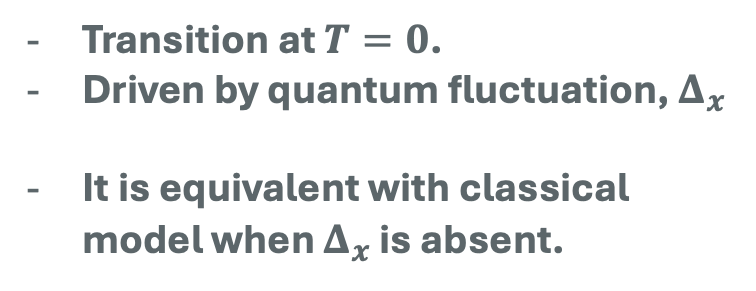 - Transition at 𝑻 = 𝟎.
- Driven by quantum fluctuation, Δₓ
- It is equivalent with classical
model when Δₓ is absent.